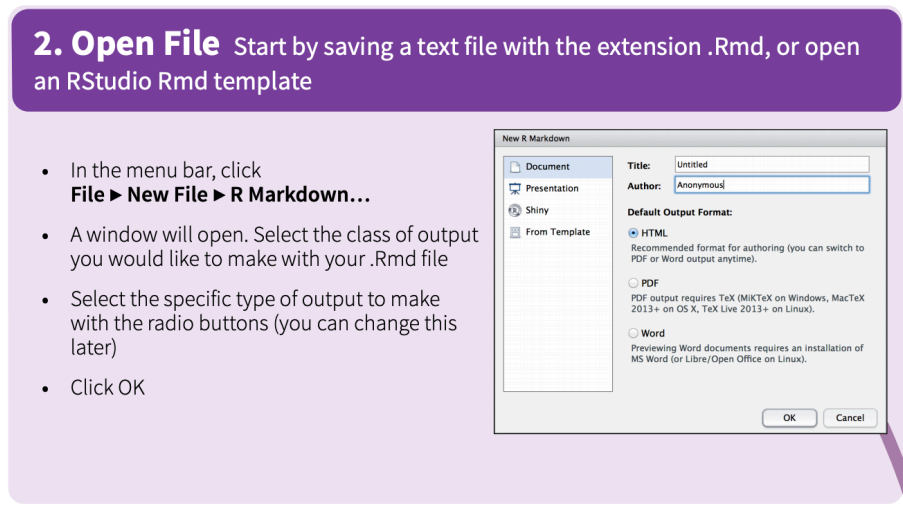 2. Open File Start by saving a text file with the extension .Rmd, or open
an RStudio Rmd template
• In the menu bar, click
File ▸ New File ▸ R Markdown…
• A window will open. Select the class of output
you would like to make with your .Rmd file
• Select the specific type of output to make
with the radio buttons (you can change this
later)
• Click OK
New R Markdown
Document
Presentation
Shiny
From Template
Title: Untitled
Author: Anonymous
Default Output Format:
HTML
Recommended format for authoring (you can switch to
PDF or Word output anytime).
PDF
PDF output requires TeX (MiKTeX on Windows, MacTeX
2013+ on OS X, TeX Live 2013+ on Linux).
Word
Previewing Word documents requires an installation of
MS Word (or Libre/Open Office on Linux).
OK Cancel